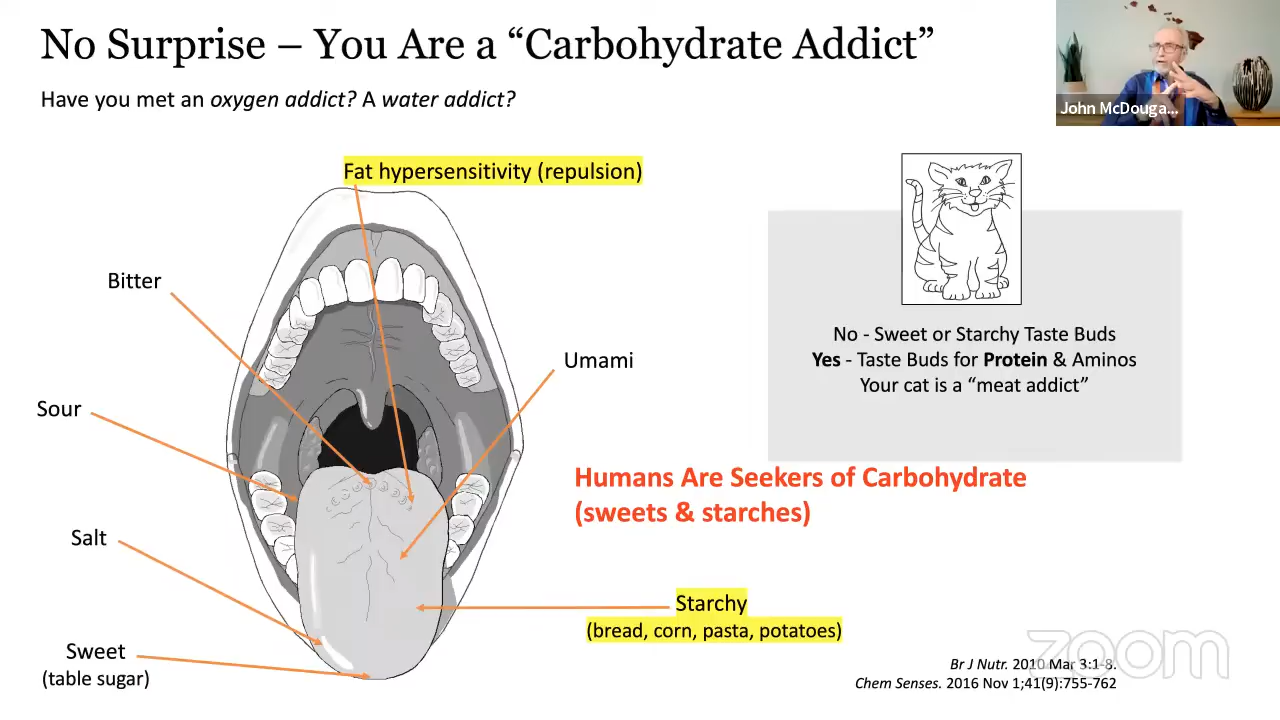 No Surprise – You Are a “Carbohydrate Addict”
Have you met an oxygen addict? A water addict?
John McDouga...
Fat hypersensitivity (repulsion)
Bitter
Umami
Sour
Salt
Sweet
(table sugar)
Starchy
(bread, corn, pasta, potatoes)
No - Sweet or Starchy Taste Buds
Yes - Taste Buds for Protein & Aminos
Your cat is a “meat addict”
Humans Are Seekers of Carbohydrate
(sweets & starches)
Br J Nutr. 2010 Mar 3:1-8.
Chem Senses. 2016 Nov 1;41(9):755-762
zoom